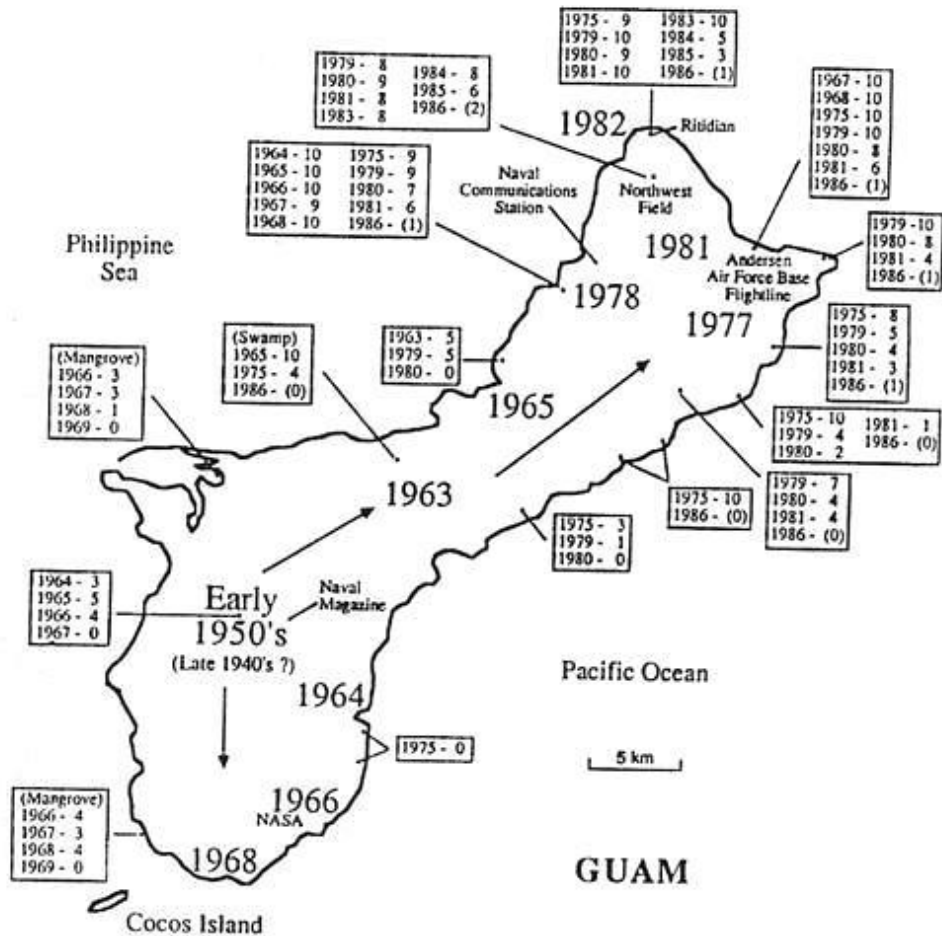 1975 - 9 1983 - 10
1979 - 10 1984 - 5
1980 - 9 1985 - 3
1981 - 10 1986 - (1)
1979 - 8 1984 - 8
1980 - 9 1985 - 6
1981 - 8 1986 - (2)
1983 - 8
1967 - 10
1968 - 10
1975 - 10
1979 - 10
1980 - 8
1981 - 6
1986 - (1)
1982
Ritidian
1964 - 10 1975 - 9
1965 - 10 1979 - 9
1966 - 10 1980 - 7
1967 - 9 1981 - 6
1968 - 10 1986 - (1)
Naval
Communications
Station
Northwest
Field
Philippine
Sea
1981
1979 - 10
1980 - 8
1981 - 4
1986 - (1)
Andersen
Air Force Base
Flightline
1978
1977
(Mangrove)
1966 - 3
1967 - 3
1968 - 1
1969 - 0
(Swamp)
1965 - 10
1975 - 4
1986 - (0)
1963 - 5
1979 - 5
1980 - 0
1975 - 8
1979 - 5
1980 - 4
1981 - 3
1986 - (1)
1965
1975 - 10 1981 - 1
1979 - 4 1986 - (0)
1980 - 2
1963
1975 - 10
1986 - (0)
1979 - 7
1980 - 4
1981 - 4
1986 - (0)
1975 - 3
1979 - 1
1980 - 0
1964 - 3
1965 - 5
1966 - 4
1967 - 0
Early
1950's
(Late 1940's ?)
Naval
Magazine
Pacific Ocean
1964
1975 - 0
5 km
1966
NASA
(Mangrove)
1966 - 4
1967 - 3
1968 - 4
1969 - 0
1968
GUAM
Cocos Island